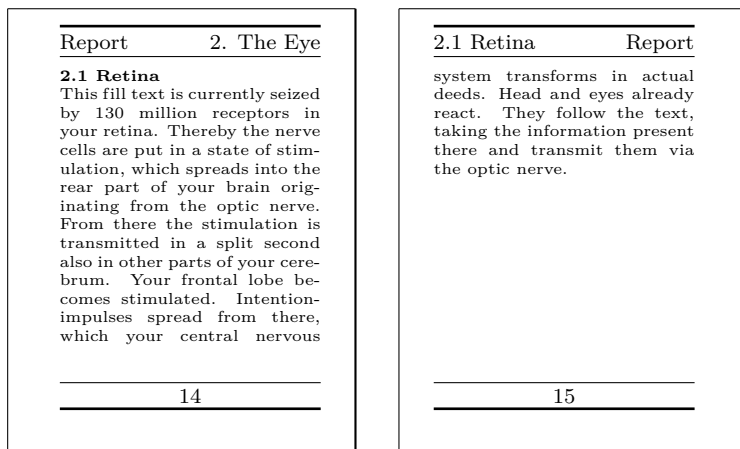 Report 2. The Eye
2.1 Retina
This fill text is currently seized
by 130 million receptors in
your retina. Thereby the nerve
cells are put in a state of stim-
ulation, which spreads into the
rear part of your brain orig-
inating from the optic nerve.
From there the stimulation is
transmitted in a split second
also in other parts of your cere-
brum. Your frontal lobe be-
comes stimulated. Intention-
impulses spread from there,
which your central nervous
14
2.1 Retina Report
system transforms in actual
deeds. Head and eyes already
react. They follow the text,
taking the information present
there and transmit them via
the optic nerve.
15